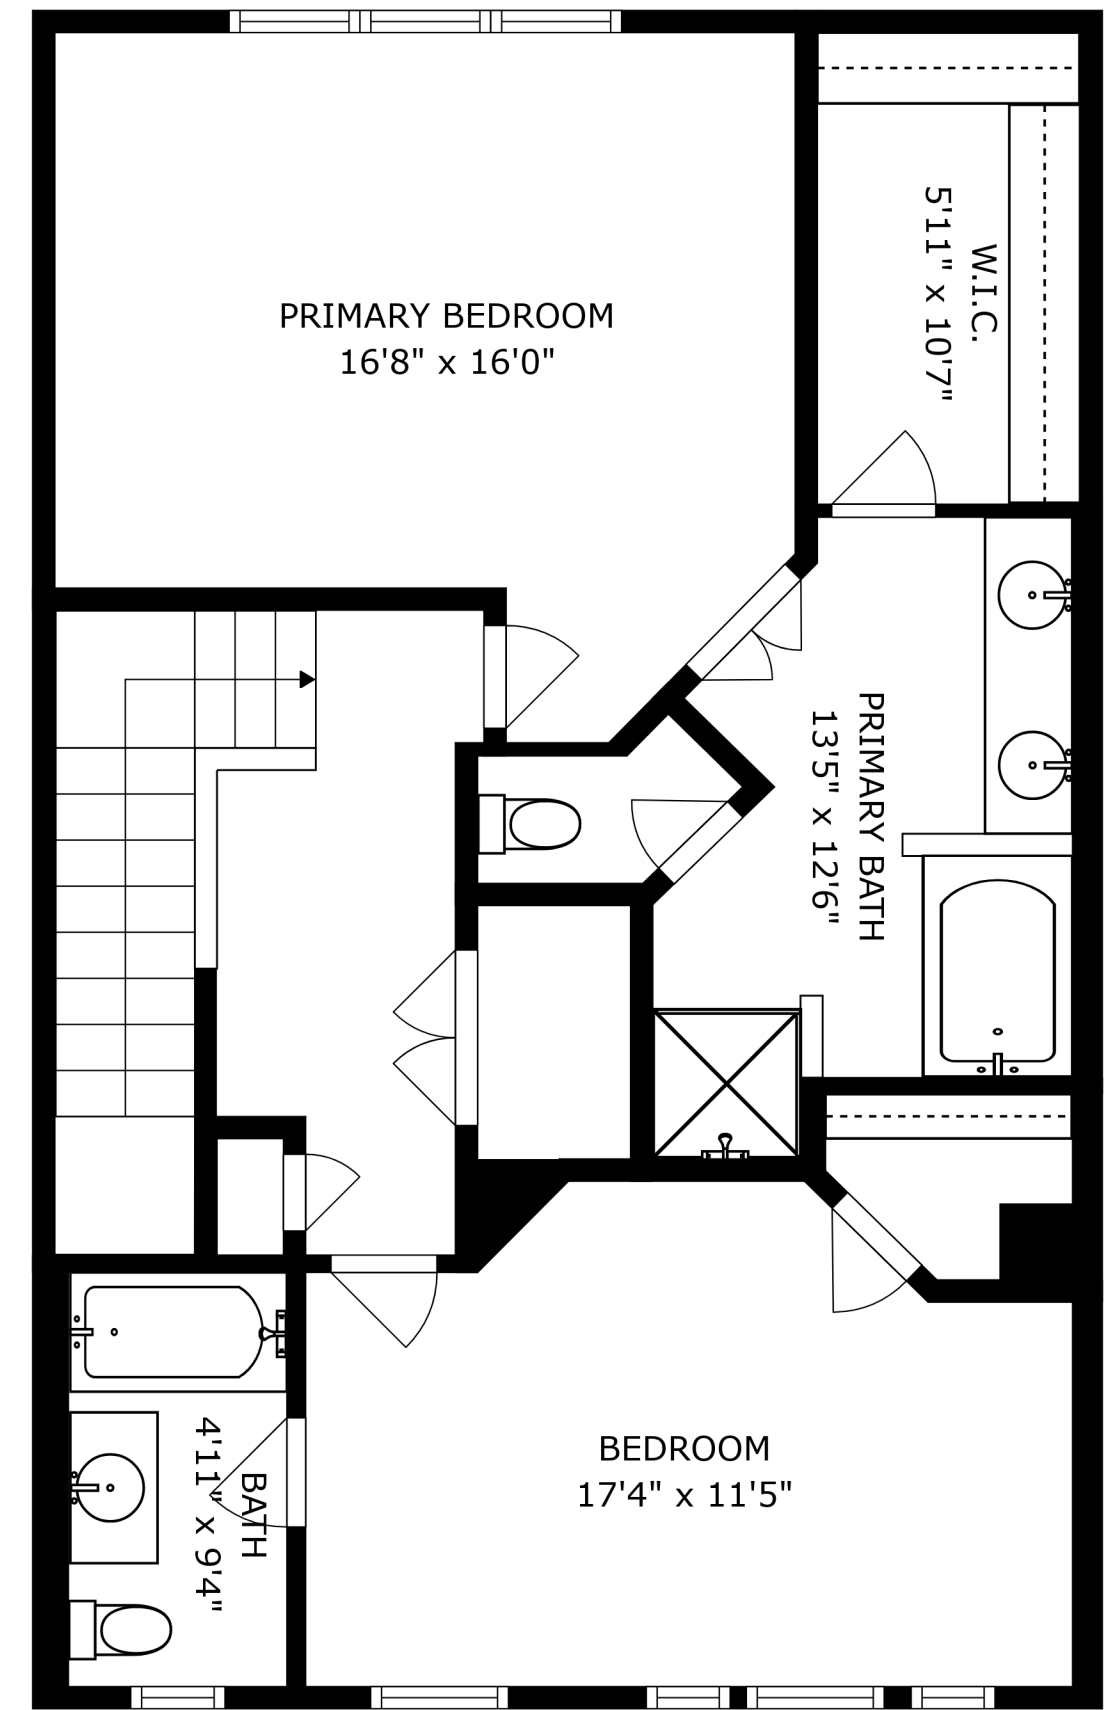 PRIMARY BEDROOM
16'8" x 16'0"
W.I.C.
5'11" x 10'7"
PRIMARY BATH
13'5" x 12'6"
BEDROOM
17'4" x 11'5"
BATH
4'11" x 9'4"